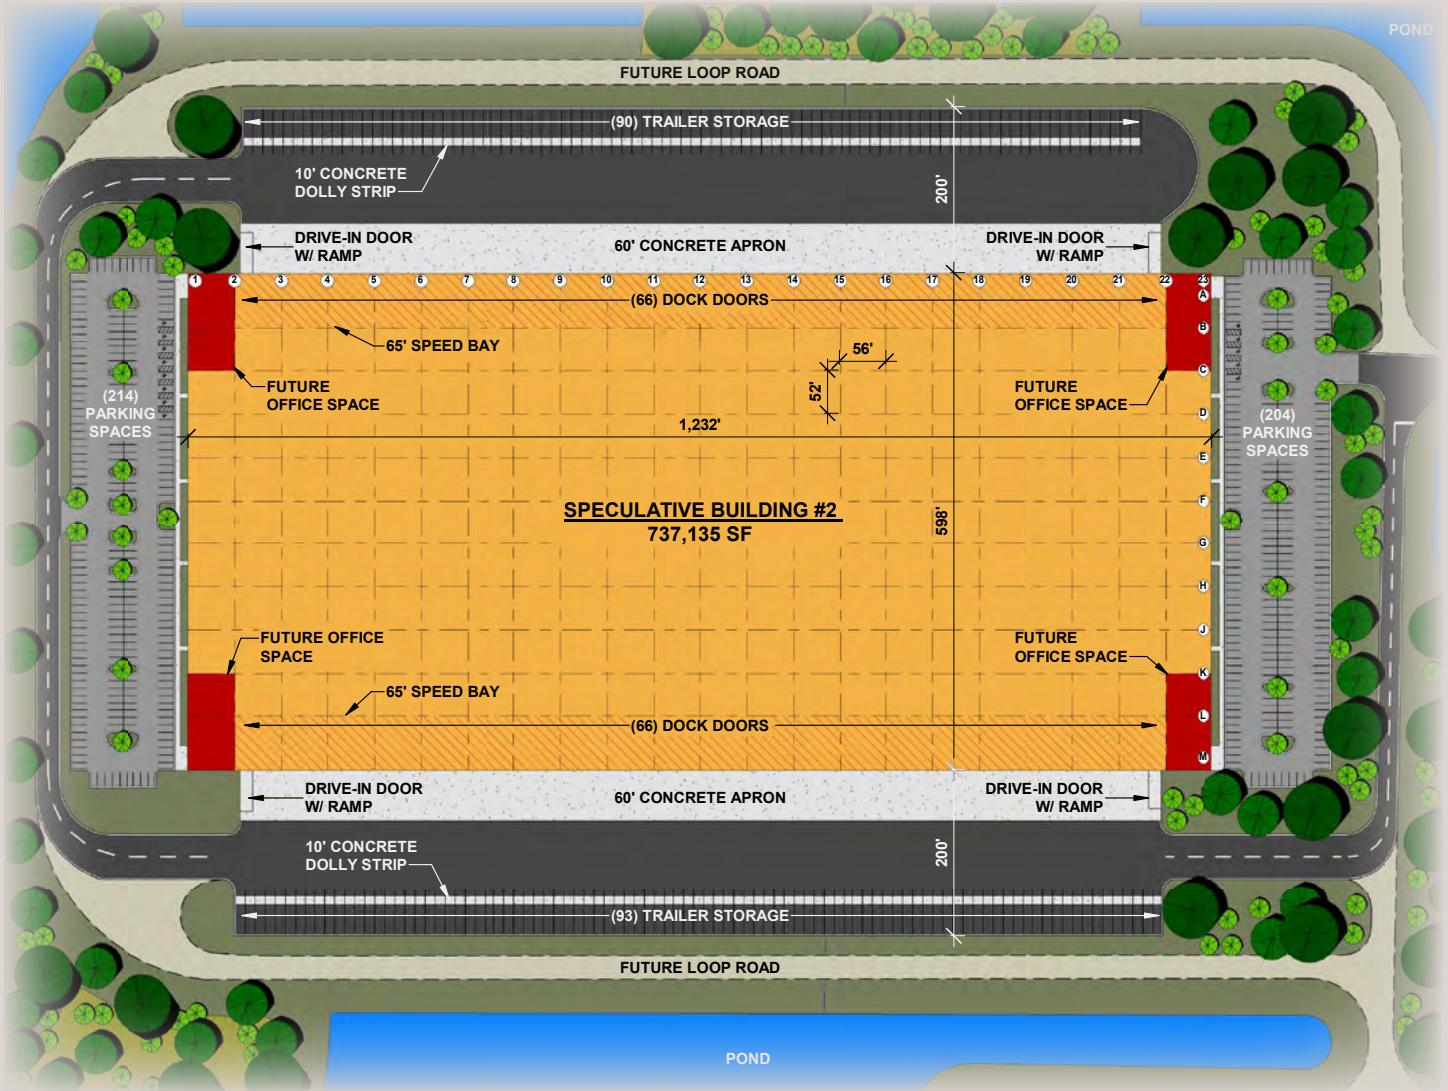 POND
FUTURE LOOP ROAD
(90) TRAILER STORAGE
10' CONCRETE
DOLLY STRIP
200'
DRIVE-IN DOOR
W/ RAMP
60' CONCRETE APRON
DRIVE-IN DOOR
W/ RAMP
1 2 3 4 5 6 7 8 9 10 11 12 13 14 15 16 17 18 19 20 21 22 23
A
(66) DOCK DOORS
B
65' SPEED BAY
56'
C
52'
FUTURE
OFFICE SPACE
FUTURE
OFFICE SPACE
(214)
PARKING
SPACES
D
(204)
PARKING
SPACES
1,232'
E
F
SPECULATIVE BUILDING #2
737,135 SF
598'
G
H
J
FUTURE OFFICE
SPACE
FUTURE
OFFICE SPACE
K
65' SPEED BAY
L
(66) DOCK DOORS
M
DRIVE-IN DOOR
W/ RAMP
60' CONCRETE APRON
DRIVE-IN DOOR
W/ RAMP
10' CONCRETE
DOLLY STRIP
200'
(93) TRAILER STORAGE
FUTURE LOOP ROAD
POND